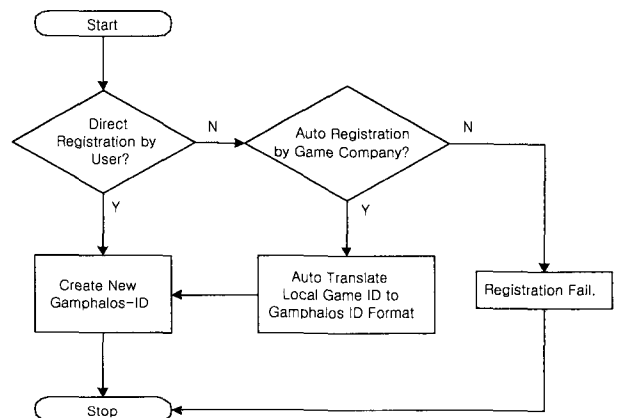 Start
Direct
Registration by
User?
N
Auto Registration
by Game Company?
N
Y
Y
Create New
Gamphalos-ID
Auto Translate
Local Game ID to
Gamphalos ID Format
Registration Fail.
Stop